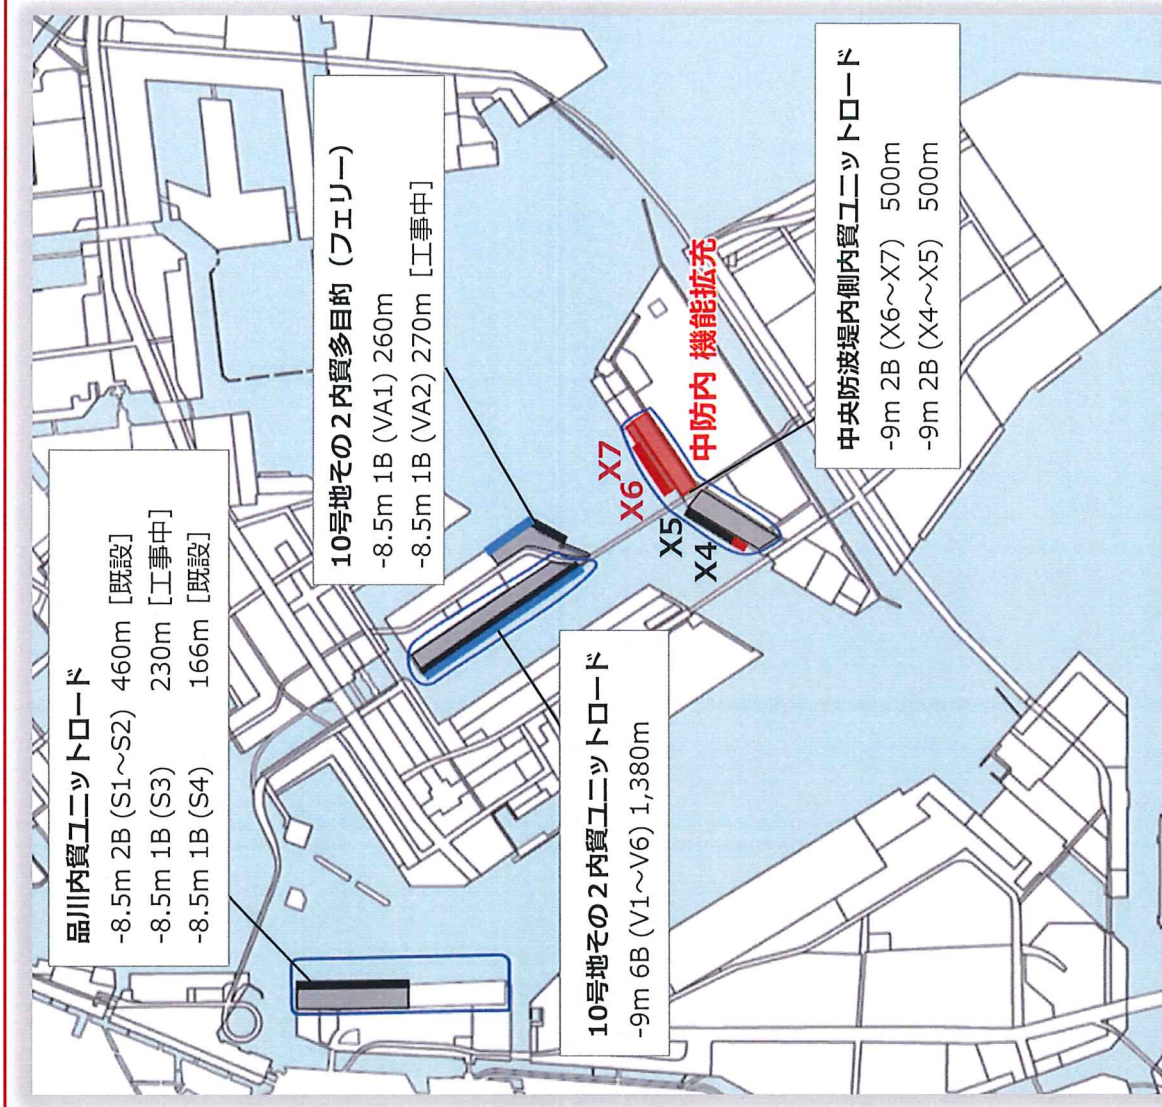 品川内貿ユニットロード
-8.5m 2B (S1～S2) 460m [既設]
-8.5m 1B (S3) 230m [工事中]
-8.5m 1B (S4) 166m [既設]
10号地その2内貿多目的（フェリー）
-8.5m 1B (VA1) 260m
-8.5m 1B (VA2) 270m [工事中]
10号地その2内貿ユニットロード
-9m 6B (V1～V6) 1,380m
X7
X6
X5
X4
中防内 機能拡充
中央防波堤内側内貿ユニットロード
-9m 2B (X6～X7) 500m
-9m 2B (X4～X5) 500m